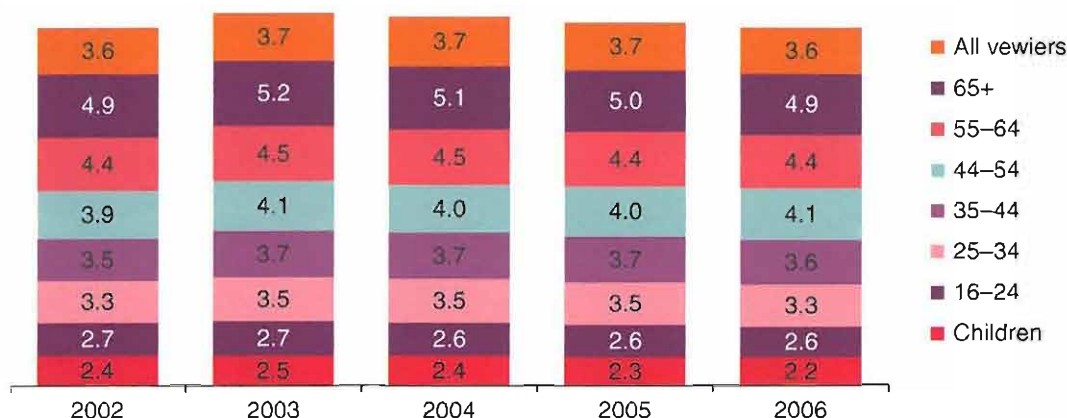 3.6 3.7 3.7 3.7 3.6
4.9 5.2 5.1 5.0 4.9
4.4 4.5 4.5 4.4 4.4
3.9 4.1 4.0 4.0 4.1
3.5 3.7 3.7 3.7 3.6
3.3 3.5 3.5 3.5 3.3
2.7 2.7 2.6 2.6 2.6
2.4 2.5 2.4 2.3 2.2
2002 2003 2004 2005 2006
All vewiers
65+
55–64
44–54
35–44
25–34
16–24
Children